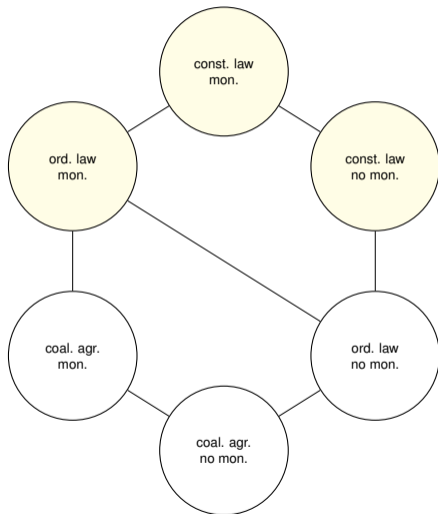 const. law
mon.
ord. law
mon.
const. law
no mon.
coal. agr.
mon.
ord. law
no mon.
coal. agr.
no mon.